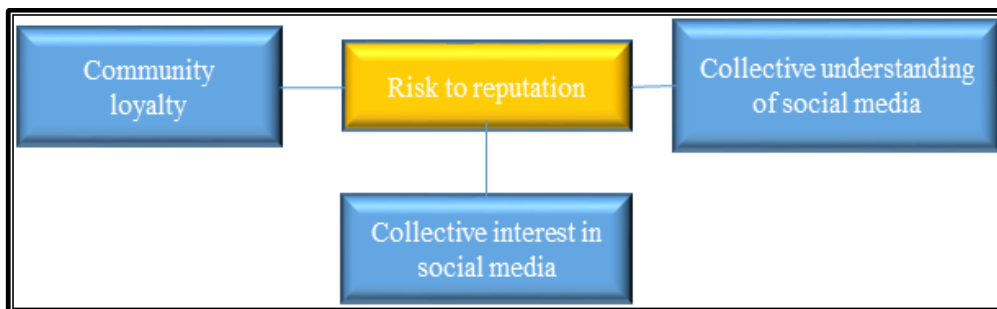 Community
loyalty
Risk to reputation
Collective understanding
of social media
Collective interest in
social media